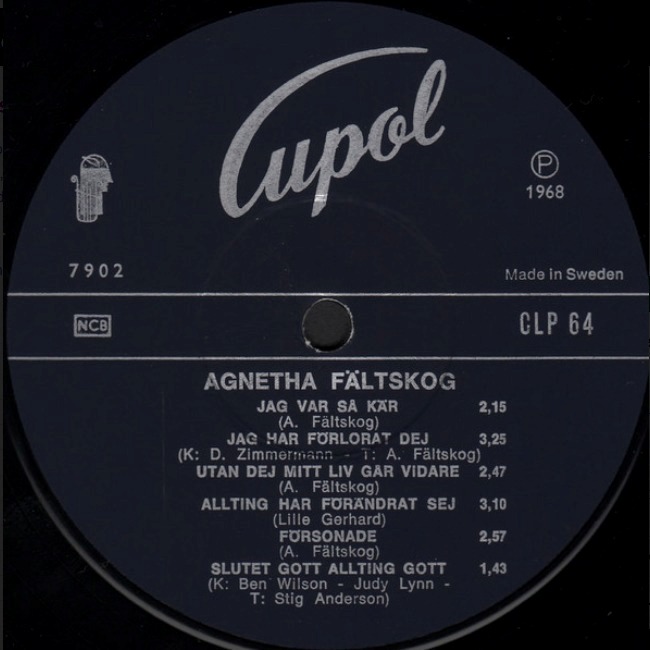 Cupol
P
1968
7902
Made in Sweden
NCB
CLP 64
AGNETHA FÄLTSKOG
JAG VAR SÅ KÄR 2,15
(A. Fältskog)
JAG HAR FÖRLORAT DEJ 3,25
(K: D. Zimmermann - T: A. Fältskog)
UTAN DEJ MITT LIV GÅR VIDARE 2,47
(A. Fältskog)
ALLTING HAR FÖRÄNDRAT SEJ 3,10
(Lille Gerhard)
FÖRSONADE 2,57
(A. Fältskog)
SLUTET GOTT ALLTING GOTT 1,43
(K: Ben Wilson - Judy Lynn -
T: Stig Anderson)